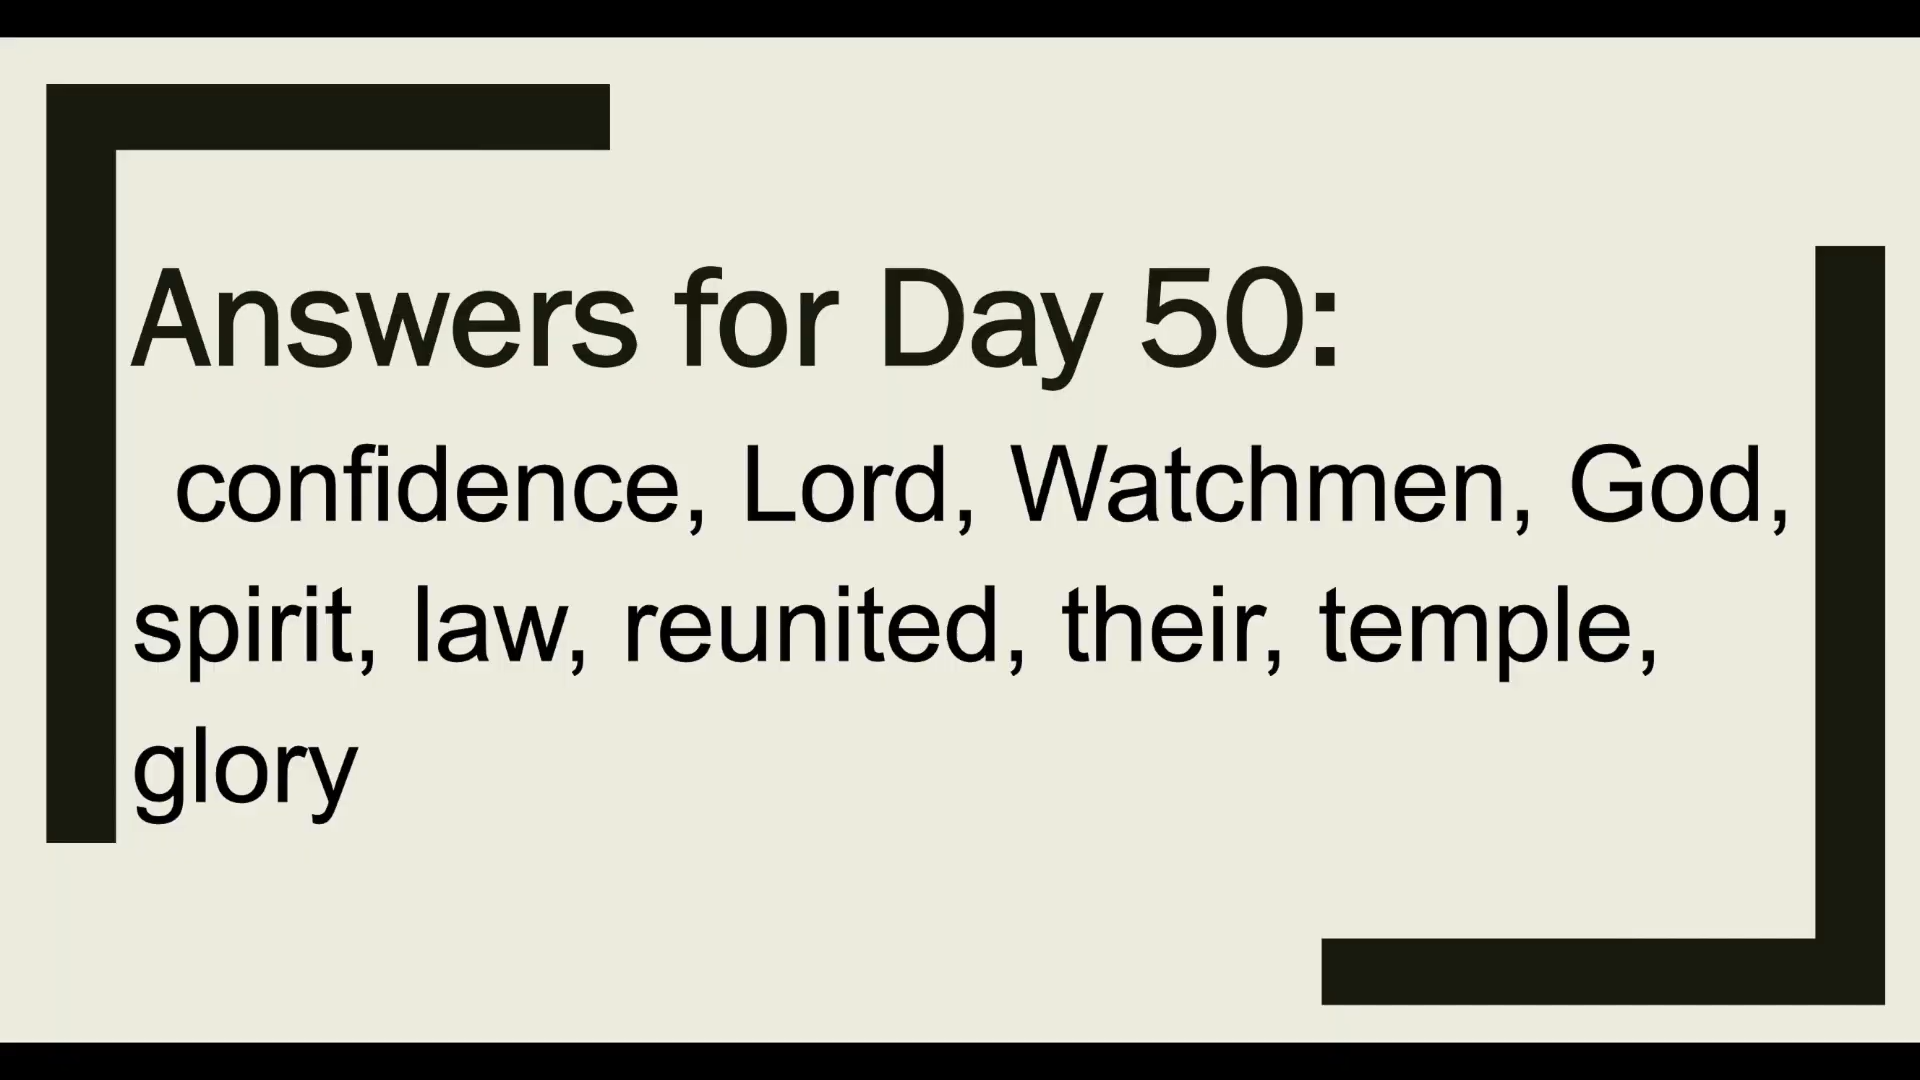 Answers for Day 50:
confidence, Lord, Watchmen, God,
spirit, law, reunited, their, temple,
glory